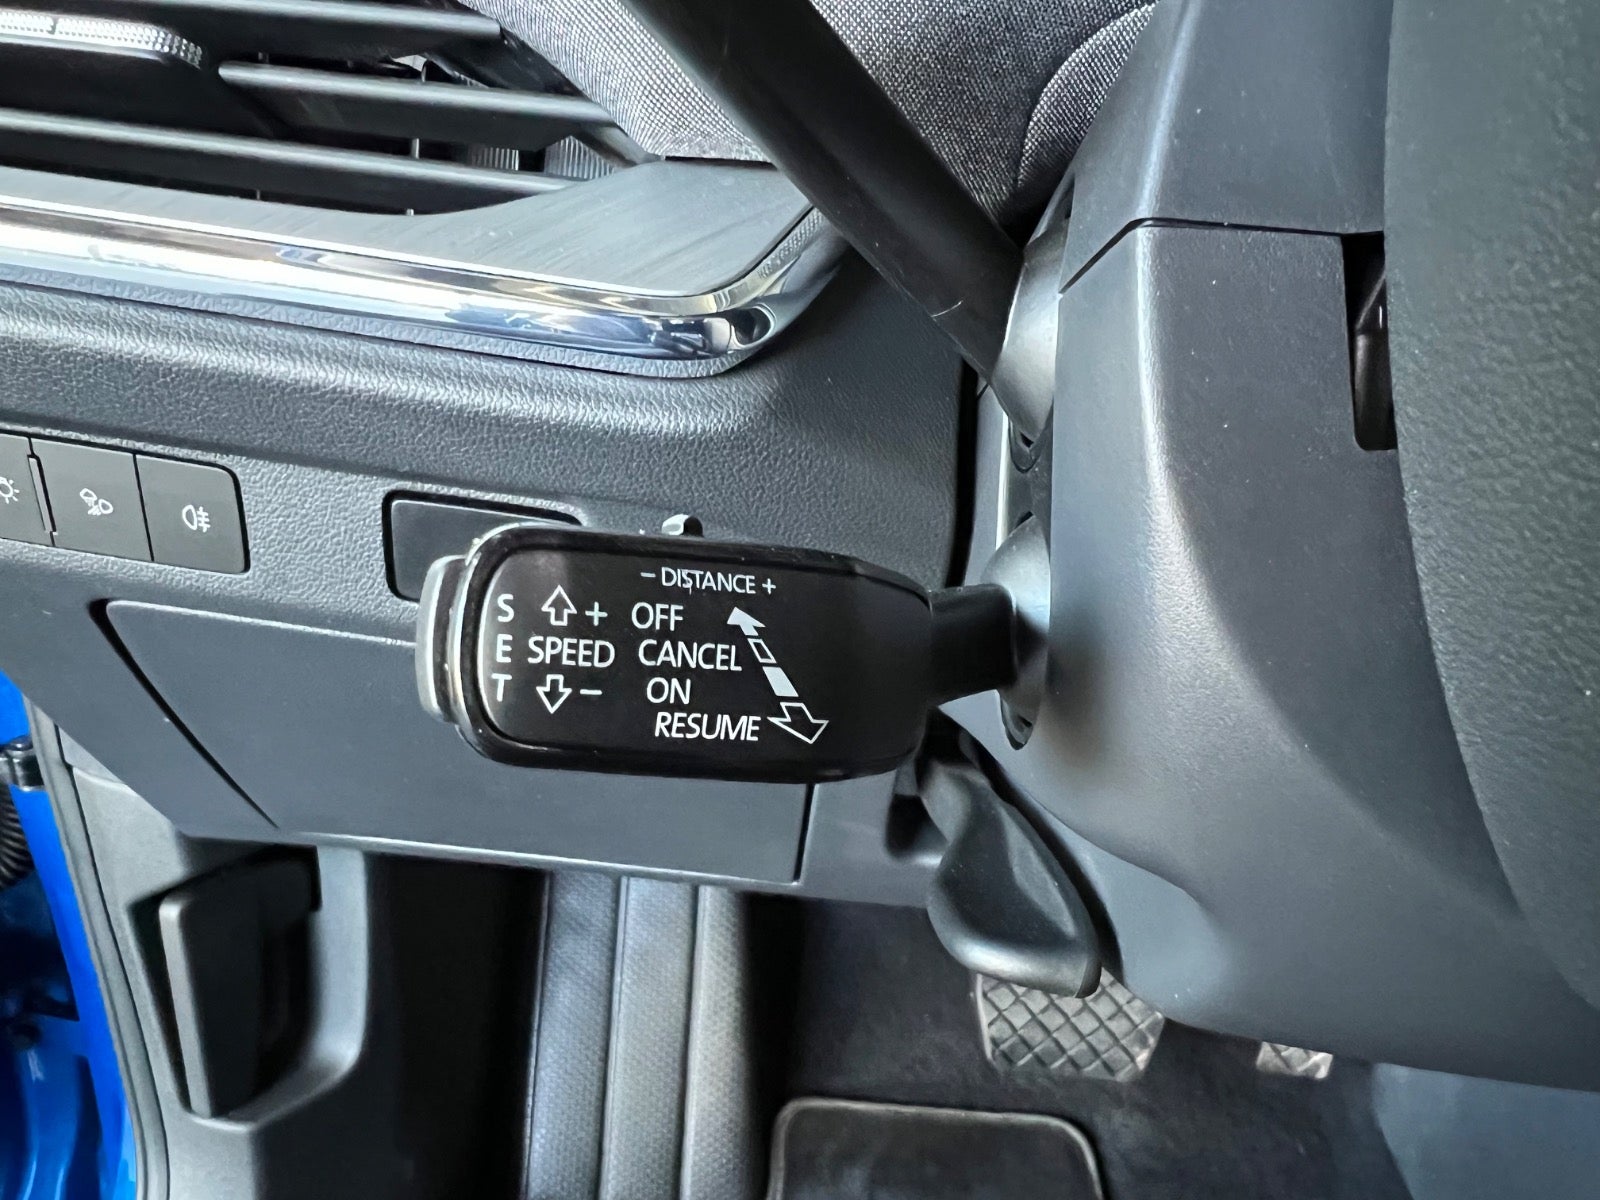 - DISTANCE +
S + OFF
E SPEED CANCEL
T - ON
RESUME